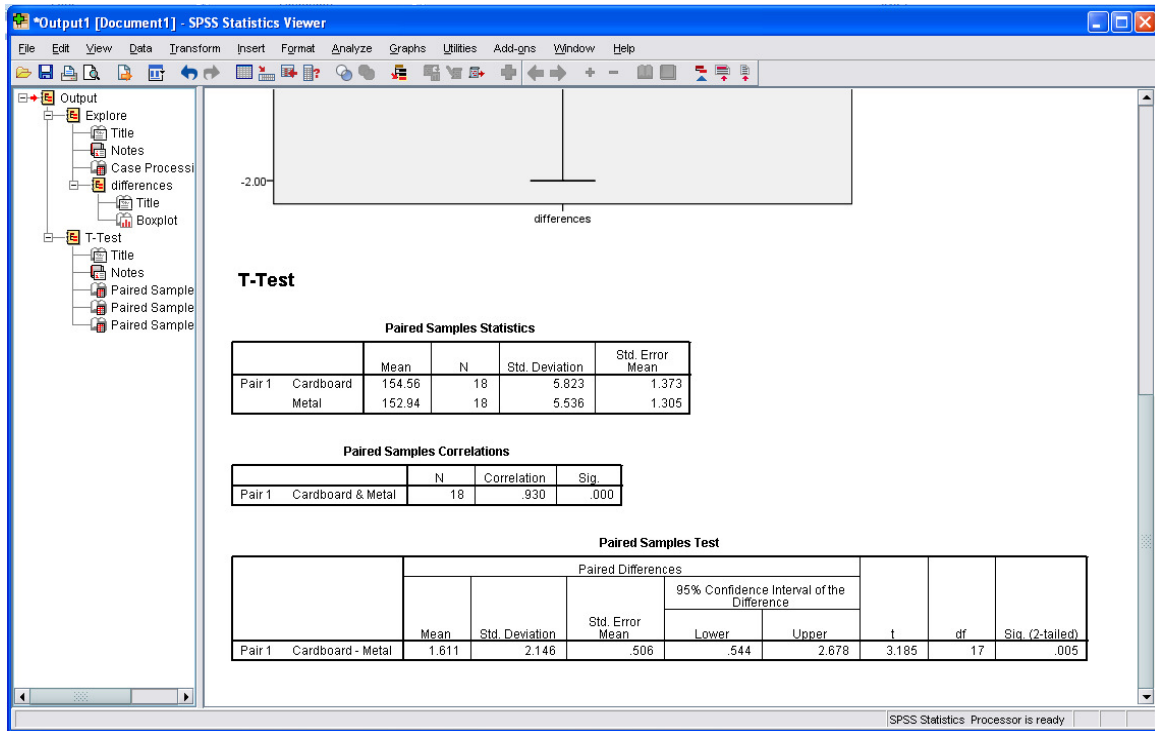 *Output1 [Document1] - SPSS Statistics Viewer
File Edit View Data Transform Insert Format Analyze Graphs Utilities Add-ons Window Help
Output
Explore
Title
Notes
Case Processi
differences
Title
Boxplot
T-Test
Title
Notes
Paired Sample
Paired Sample
Paired Sample
-2.00
differences
T-Test
Paired Samples Statistics
Mean N Std. Deviation Std. Error Mean
Pair 1 Cardboard 154.56 18 5.823 1.373
Metal 152.94 18 5.536 1.305
Paired Samples Correlations
N Correlation Sig.
Pair 1 Cardboard & Metal 18 .930 .000
Paired Samples Test
Paired Differences
95% Confidence Interval of the
Difference
Mean Std. Deviation Std. Error Mean Lower Upper t df Sig. (2-tailed)
Pair 1 Cardboard - Metal 1.611 2.146 .506 .544 2.678 3.185 17 .005
SPSS Statistics Processor is ready